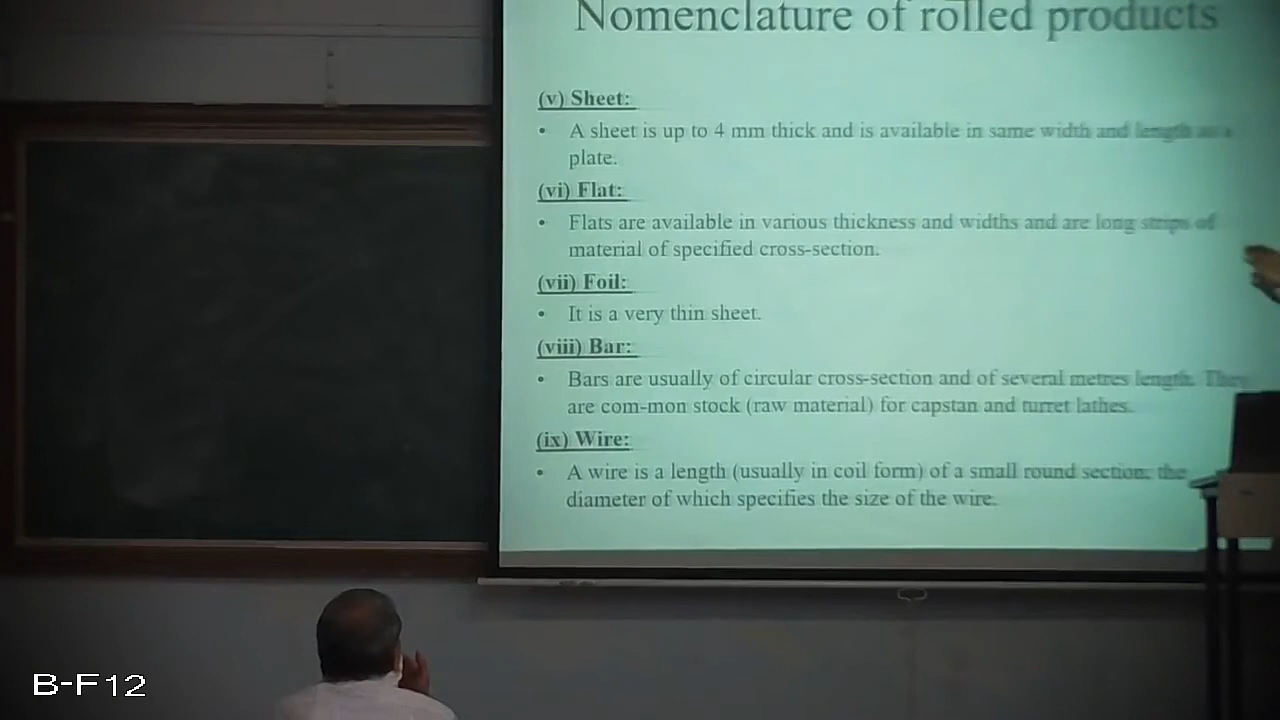 Nomenclature of rolled products
(v) Sheet:
• A sheet is up to 4 mm thick and is available in same width and length as a
plate.
(vi) Flat:
• Flats are available in various thickness and widths and are long strips of
material of specified cross-section.
(vii) Foil:
• It is a very thin sheet.
(viii) Bar:
• Bars are usually of circular cross-section and of several metres length. They
are com-mon stock (raw material) for capstan and turret lathes.
(ix) Wire:
• A wire is a length (usually in coil form) of a small round section; the
diameter of which specifies the size of the wire.
B-F12